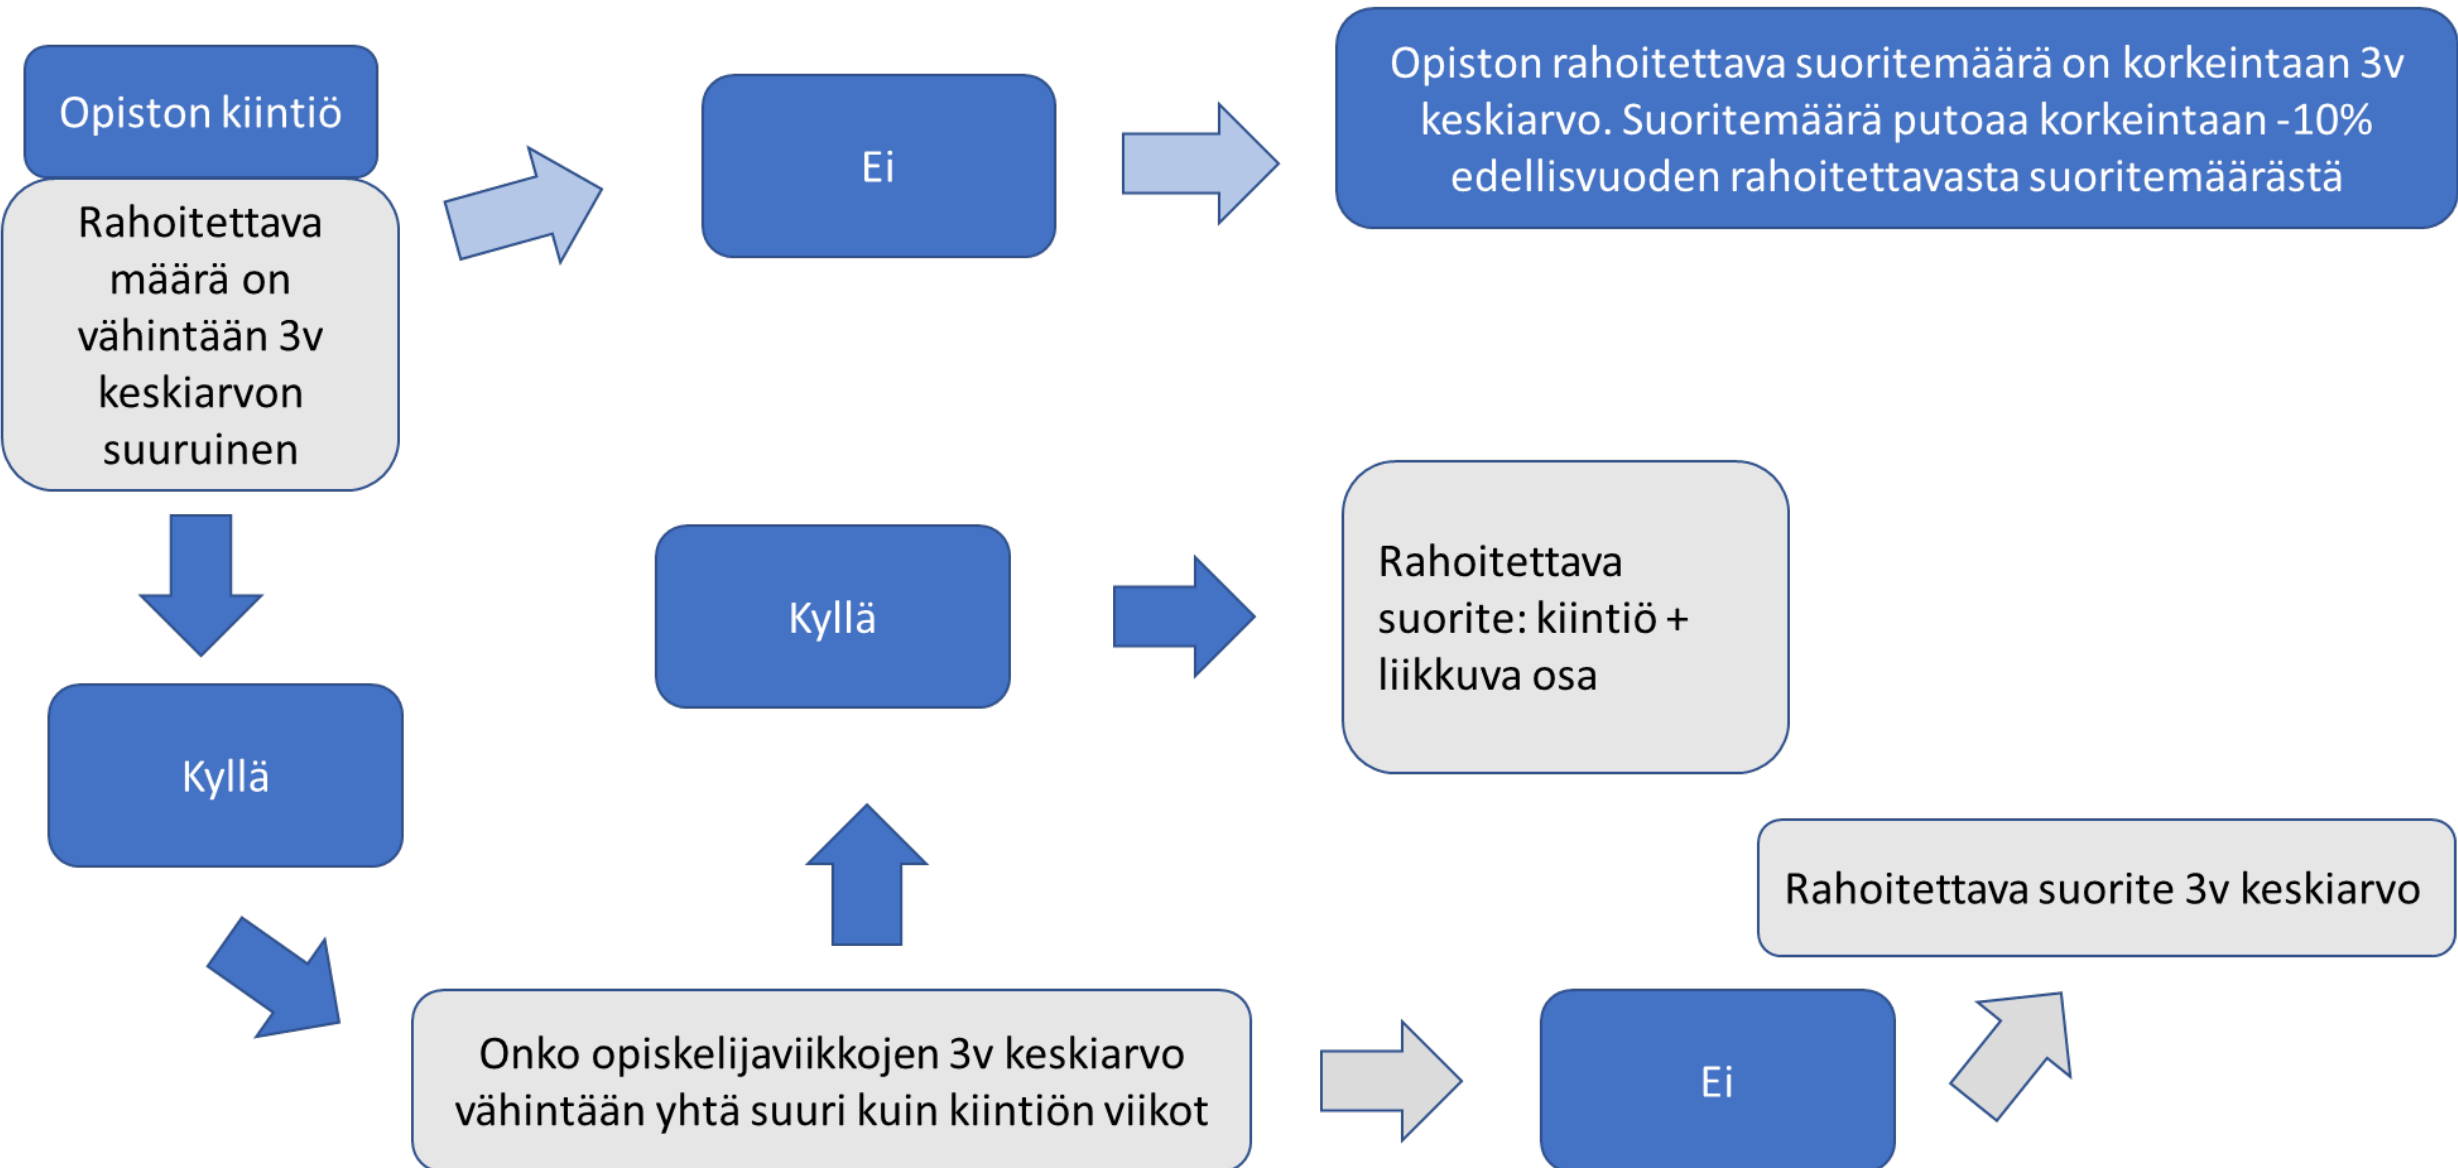 Opiston kiintiö
Rahoitettava
määrä on
vähintään 3v
keskiarvon
suuruinen
Ei
Opiston rahoitettava suoritemäärä on korkeintaan 3v
keskiarvo. Suoritemäärä putoaa korkeintaan -10%
edellisvuoden rahoitettavasta suoritemäärästä
Kyllä
Onko opiskelijaviikkojen 3v keskiarvo
vähintään yhtä suuri kuin kiintiön viikot
Kyllä
Rahoitettava
suorite: kiintiö +
liikkuva osa
Ei
Rahoitettava suorite 3v keskiarvo